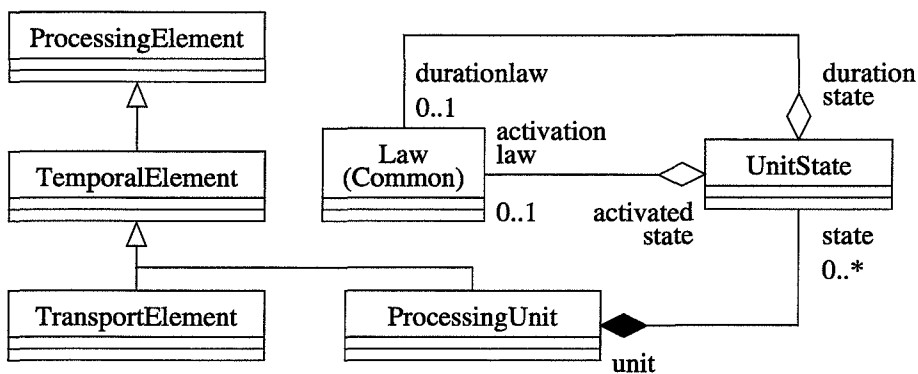 ProcessingElement
durationlaw
0..1
duration
state
activation
law
Law
(Common)
0..1
UnitState
activated
state
state
0..*
TemporalElement
TransportElement
ProcessingUnit
unit